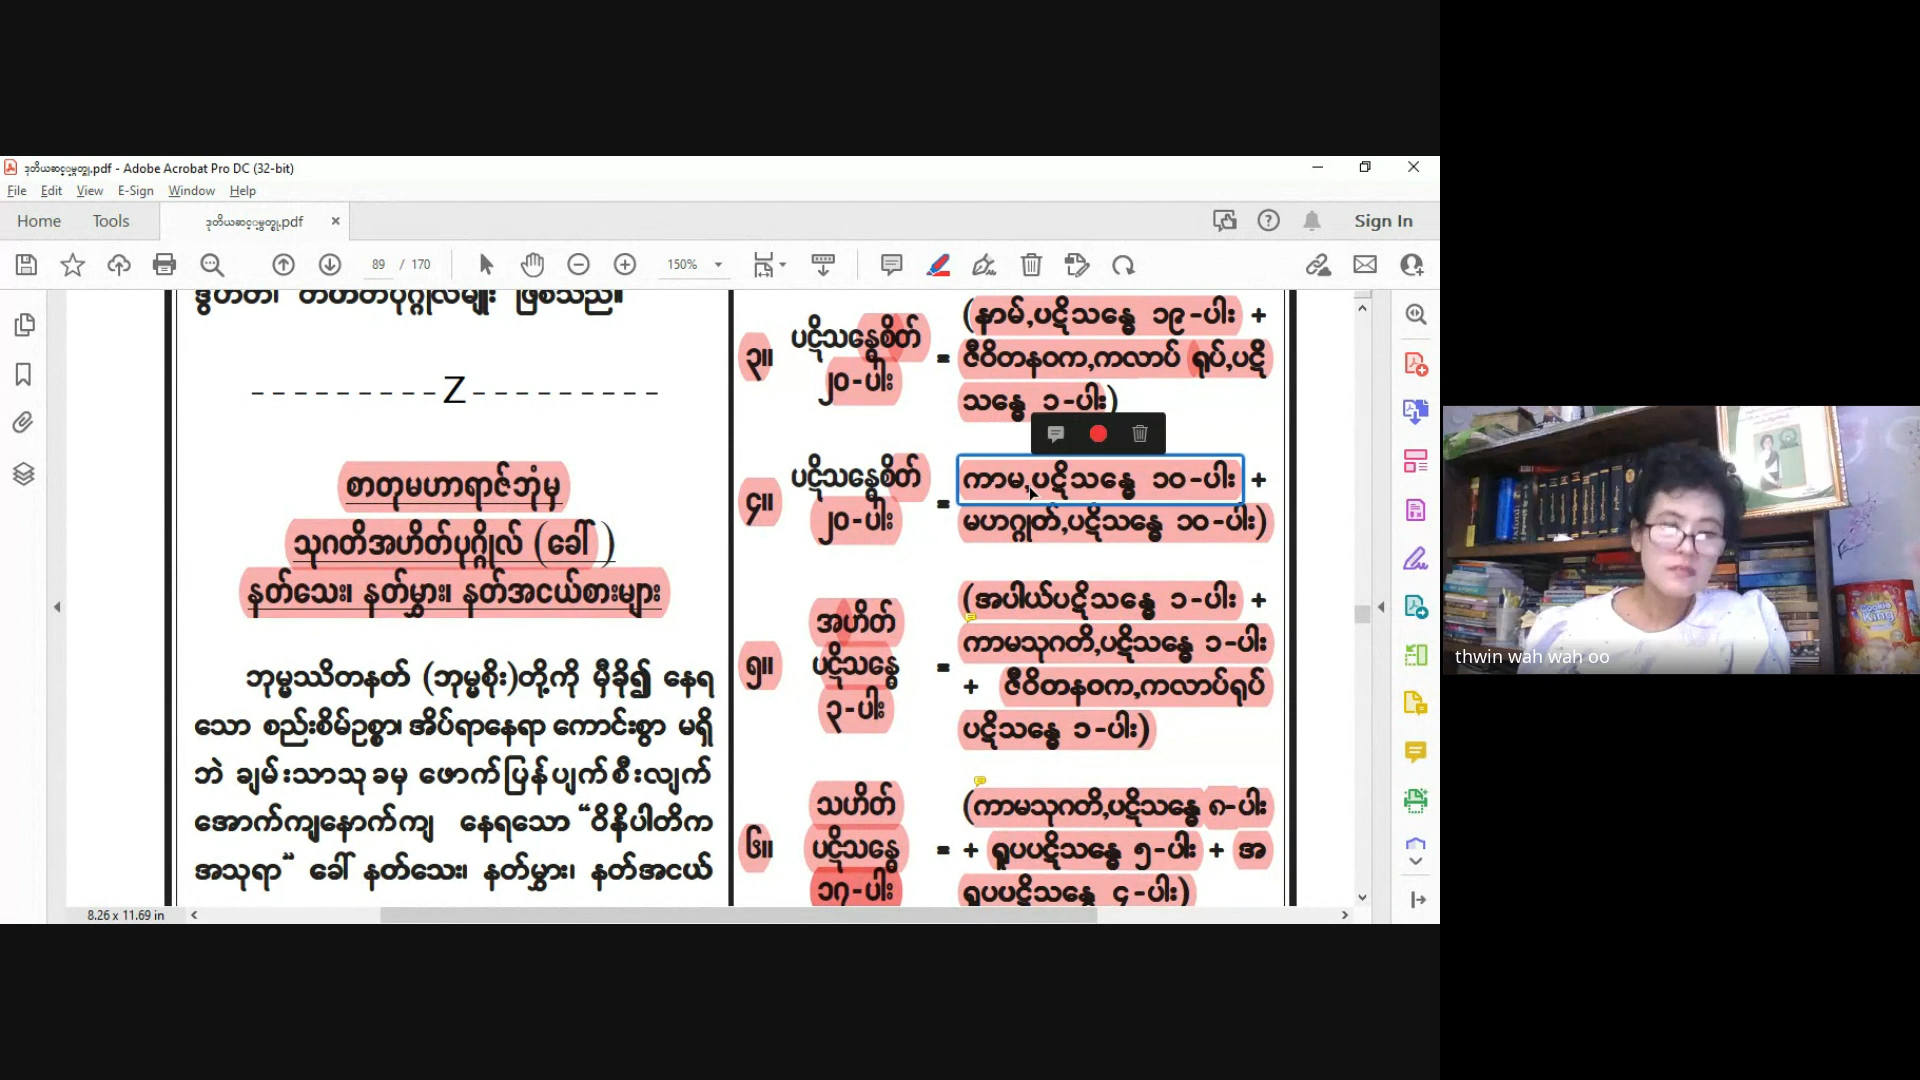 ဒုတိယဆင့်မှတ်စု.pdf - Adobe Acrobat Pro DC (32-bit)
File Edit View E-Sign Window Help
Home Tools
Sign In
89 / 170
150%
ဒွိဟိတ်၊ တိဟိတ်ပုဂ္ဂိုလ်မျိုး ဖြစ်သည်။
---------Z---------
စာတုမဟာရာဇ်ဘုံမှ
သုဂတိအဟိတ်ပုဂ္ဂိုလ် (ခေါ်)
နတ်သေး၊ နတ်မွှား၊ နတ်အငယ်စားများ
ဘုမ္မဿိတနတ် (ဘုမ္မစိုး)တို့ကို မှီခို၍ နေရ
သော စည်းစိမ်ဥစ္စာ၊ အိပ်ရာနေရာ ကောင်းစွာ မရှိ
ဘဲ ချမ်းသာသုခမှ ဖောက်ပြန်ပျက်စီးလျက်
အောက်ကျနောက်ကျ နေရသော “ဝိနိပါတိက
အသုရာ” ခေါ် နတ်သေး၊ နတ်မွှား၊ နတ်အငယ်
၃။ ပဋိသန္ဓေစိတ် ၂၀-ပါး =
(နာမ်,ပဋိသန္ဓေ ၁၉-ပါး +
ဇီဝိတနဝက,ကလာပ် ရုပ်,ပဋိ
သန္ဓေ ၁-ပါး)
၄။ ပဋိသန္ဓေစိတ် ၂၀-ပါး =
ကာမ,ပဋိသန္ဓေ ၁၀-ပါး +
မဟဂ္ဂုတ်,ပဋိသန္ဓေ ၁၀-ပါး)
၅။ အဟိတ် ပဋိသန္ဓေ ၃-ပါး =
(အပါယ်ပဋိသန္ဓေ ၁-ပါး +
ကာမသုဂတိ,ပဋိသန္ဓေ ၁-ပါး
+ ဇီဝိတနဝက,ကလာပ်ရုပ်
ပဋိသန္ဓေ ၁-ပါး)
၆။ သဟိတ် ပဋိသန္ဓေ ၁၇-ပါး =
(ကာမသုဂတိ,ပဋိသန္ဓေ ၈-ပါး
+ ရူပပဋိသန္ဓေ ၅-ပါး + အ
ရူပပဋိသန္ဓေ ၄-ပါး)
8.26 x 11.69 in
thwin wah wah oo